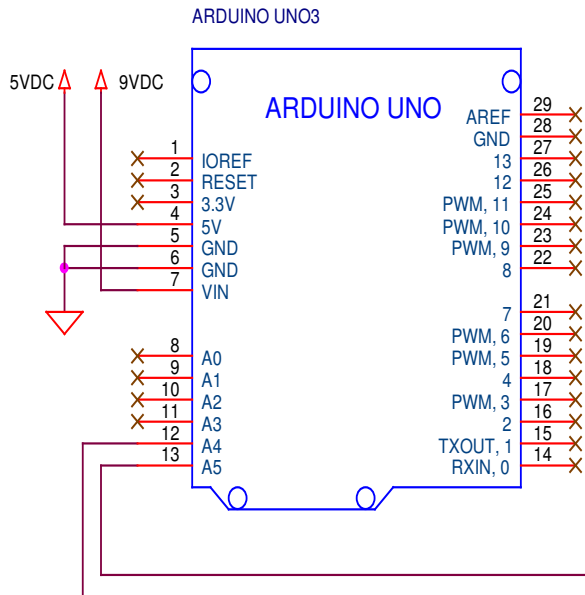 ARDUINO UNO3
5VDC
9VDC
ARDUINO UNO
1 IOREF
2 RESET
3 3.3V
4 5V
5 GND
6 GND
7 VIN
8 A0
9 A1
10 A2
11 A3
12 A4
13 A5
AREF 29
GND 28
13 27
12 26
PWM, 11 25
PWM, 10 24
PWM, 9 23
8 22
7 21
PWM, 6 20
PWM, 5 19
4 18
PWM, 3 17
2 16
TXOUT, 1 15
RXIN, 0 14